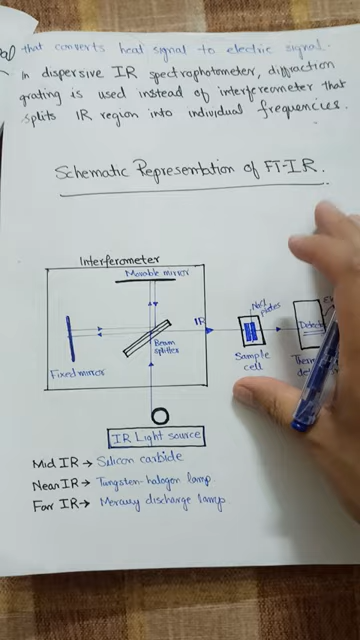 that converts heat signal to electric signal.
In dispersive IR spectrophotometer, diffraction
grating is used instead of interfereometer that
splits IR region into individual frequencies.
Schematic Representation of FT-IR.
Interferometer
Movable mirror
IR
NaCl plates
Beam splitter
Fixed mirror
Sample cell
IR Light source
Mid IR → Silicon carbide
Near IR → Tungsten-halogen lamp
Far IR → Mercury discharge lamp